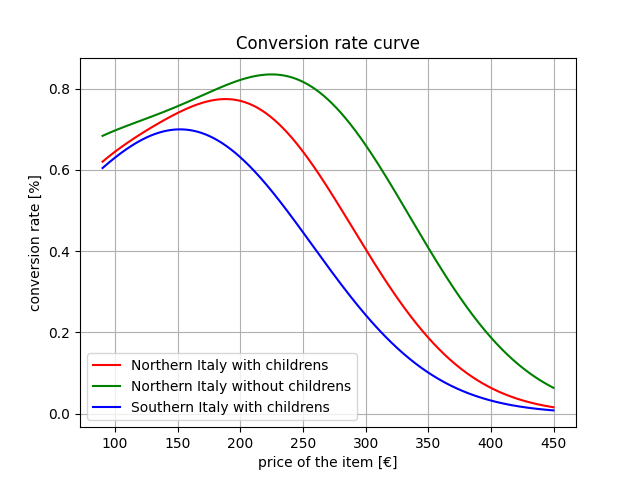 Conversion rate curve
conversion rate [%]
0.8
0.6
0.4
0.2
0.0
Northern Italy with childrens
Northern Italy without childrens
Southern Italy with childrens
100 150 200 250 300 350 400 450
price of the item [€]